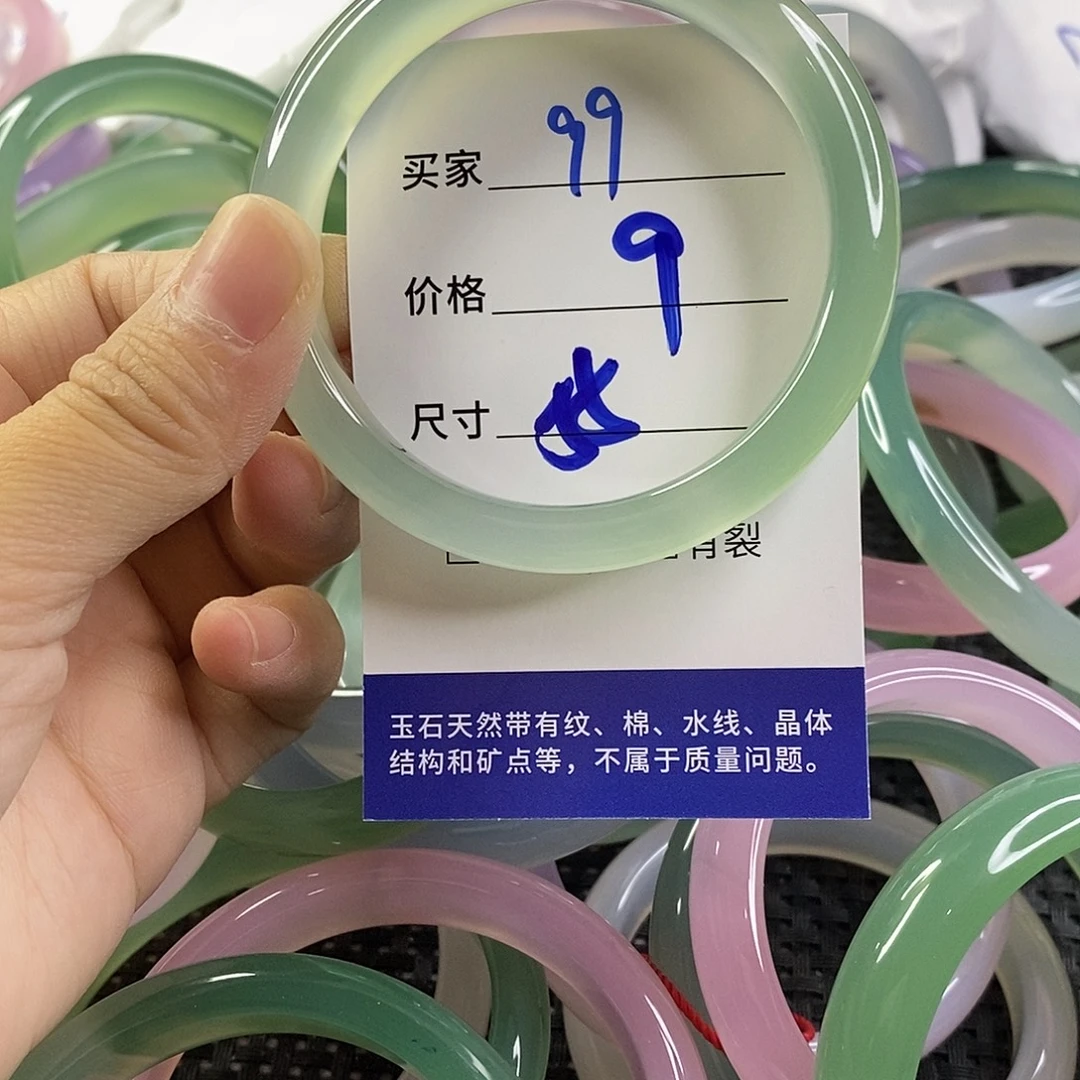 买家 99
价格 9
尺寸
有裂
玉石天然带有纹、棉、水线、晶体
结构和矿点等，不属于质量问题。